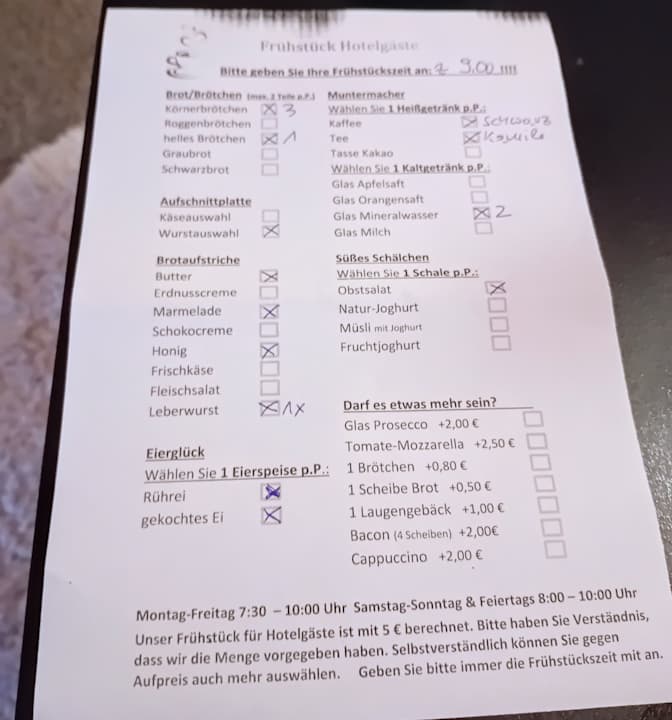 Frühstück Hotelgäste
Bitte geben Sie Ihre Frühstückszeit an: 9.00 !!!!
Brot/Brötchen (max. 2 Teile p.P.)
Körnerbrötchen 3
Roggenbrötchen
helles Brötchen 1
Graubrot
Schwarzbrot
Aufschnittplatte
Käseauswahl
Wurstauswahl
Brotaufstriche
Butter
Erdnusscreme
Marmelade
Schokocreme
Honig
Frischkäse
Fleischsalat
Leberwurst 1x
Eierglück
Wählen Sie 1 Eierspeise p.P.:
Rührei
gekochtes Ei
Muntermacher
Wählen Sie 1 Heißgetränk p.P.:
Kaffee Schwarz
Tee Kamille
Tasse Kakao
Wählen Sie 1 Kaltgetränk p.P.:
Glas Apfelsaft
Glas Orangensaft
Glas Mineralwasser 2
Glas Milch
Süßes Schälchen
Wählen Sie 1 Schale p.P.:
Obstsalat
Natur-Joghurt
Müsli mit Joghurt
Fruchtjoghurt
Darf es etwas mehr sein?
Glas Prosecco +2,00 €
Tomate-Mozzarella +2,50 €
1 Brötchen +0,80 €
1 Scheibe Brot +0,50 €
1 Laugengebäck +1,00 €
Bacon (4 Scheiben) +2,00€
Cappuccino +2,00 €
Montag-Freitag 7:30 – 10:00 Uhr Samstag-Sonntag & Feiertags 8:00 – 10:00 Uhr
Unser Frühstück für Hotelgäste ist mit 5 € berechnet. Bitte haben Sie Verständnis,
dass wir die Menge vorgegeben haben. Selbstverständlich können Sie gegen
Aufpreis auch mehr auswählen. Geben Sie bitte immer die Frühstückszeit mit an.